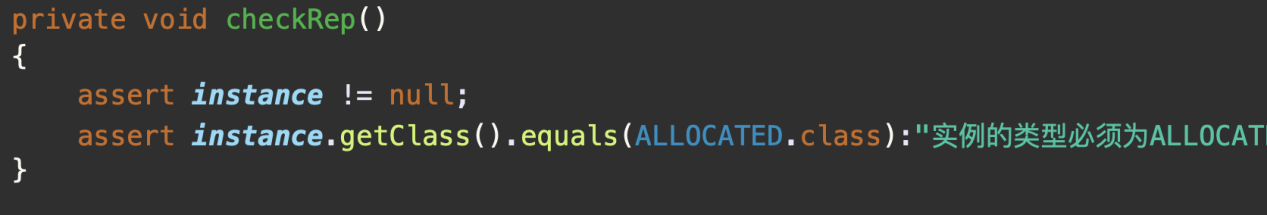 private void checkRep()
{
assert instance != null;
assert instance.getClass().equals(ALLOCATED.class):"实例的类型必须为ALLOCAT
}